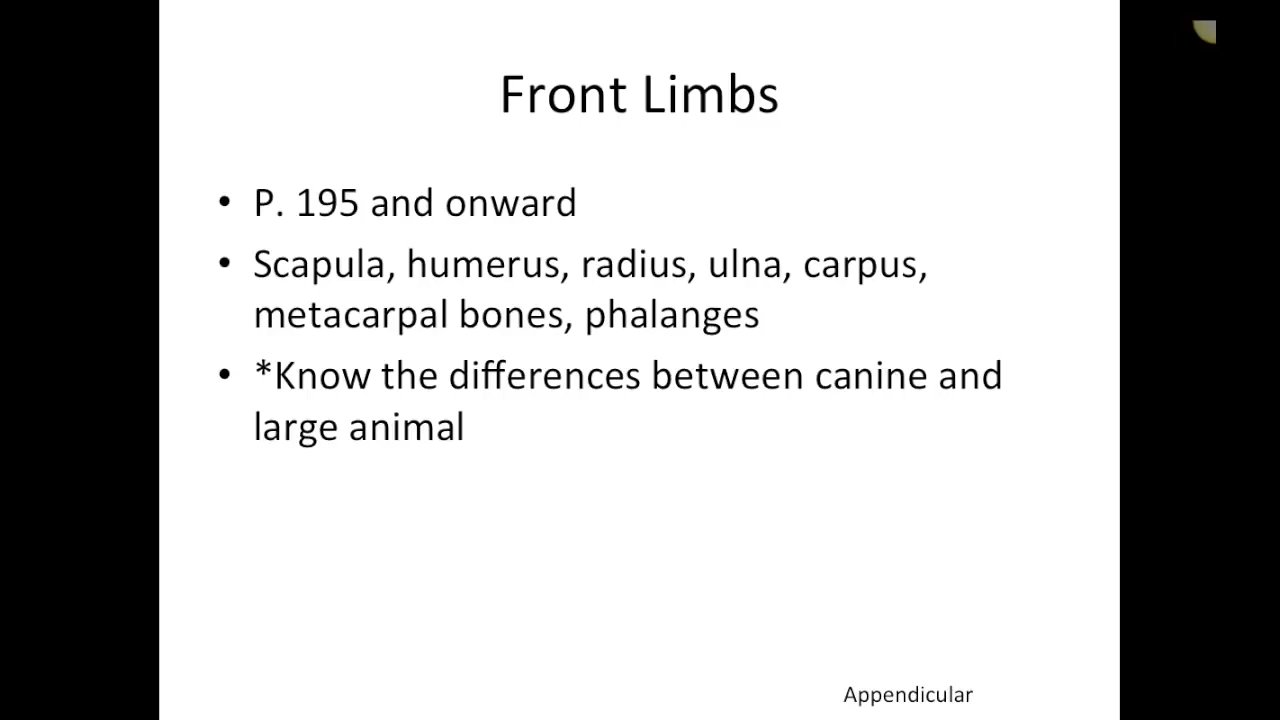 Front Limbs
• P. 195 and onward
• Scapula, humerus, radius, ulna, carpus,
metacarpal bones, phalanges
• *Know the differences between canine and
large animal
Appendicular